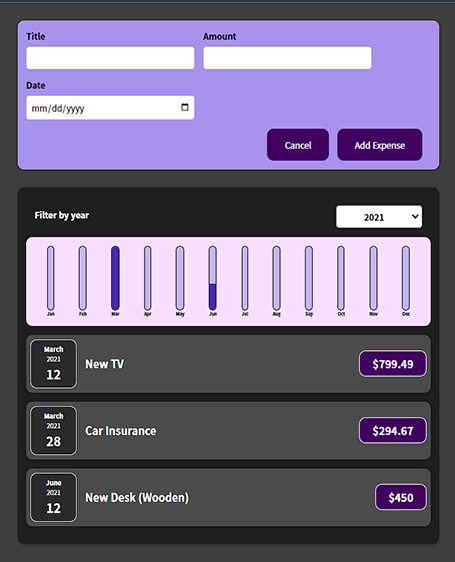 Title Amount
Date
mm/dd/yyyy
Cancel Add Expense
Filter by year 2021
Jan Feb Mar Apr May Jun Jul Aug Sep Oct Nov Dec
March
2021
12
New TV $799.49
March
2021
28
Car Insurance $294.67
June
2021
12
New Desk (Wooden) $450